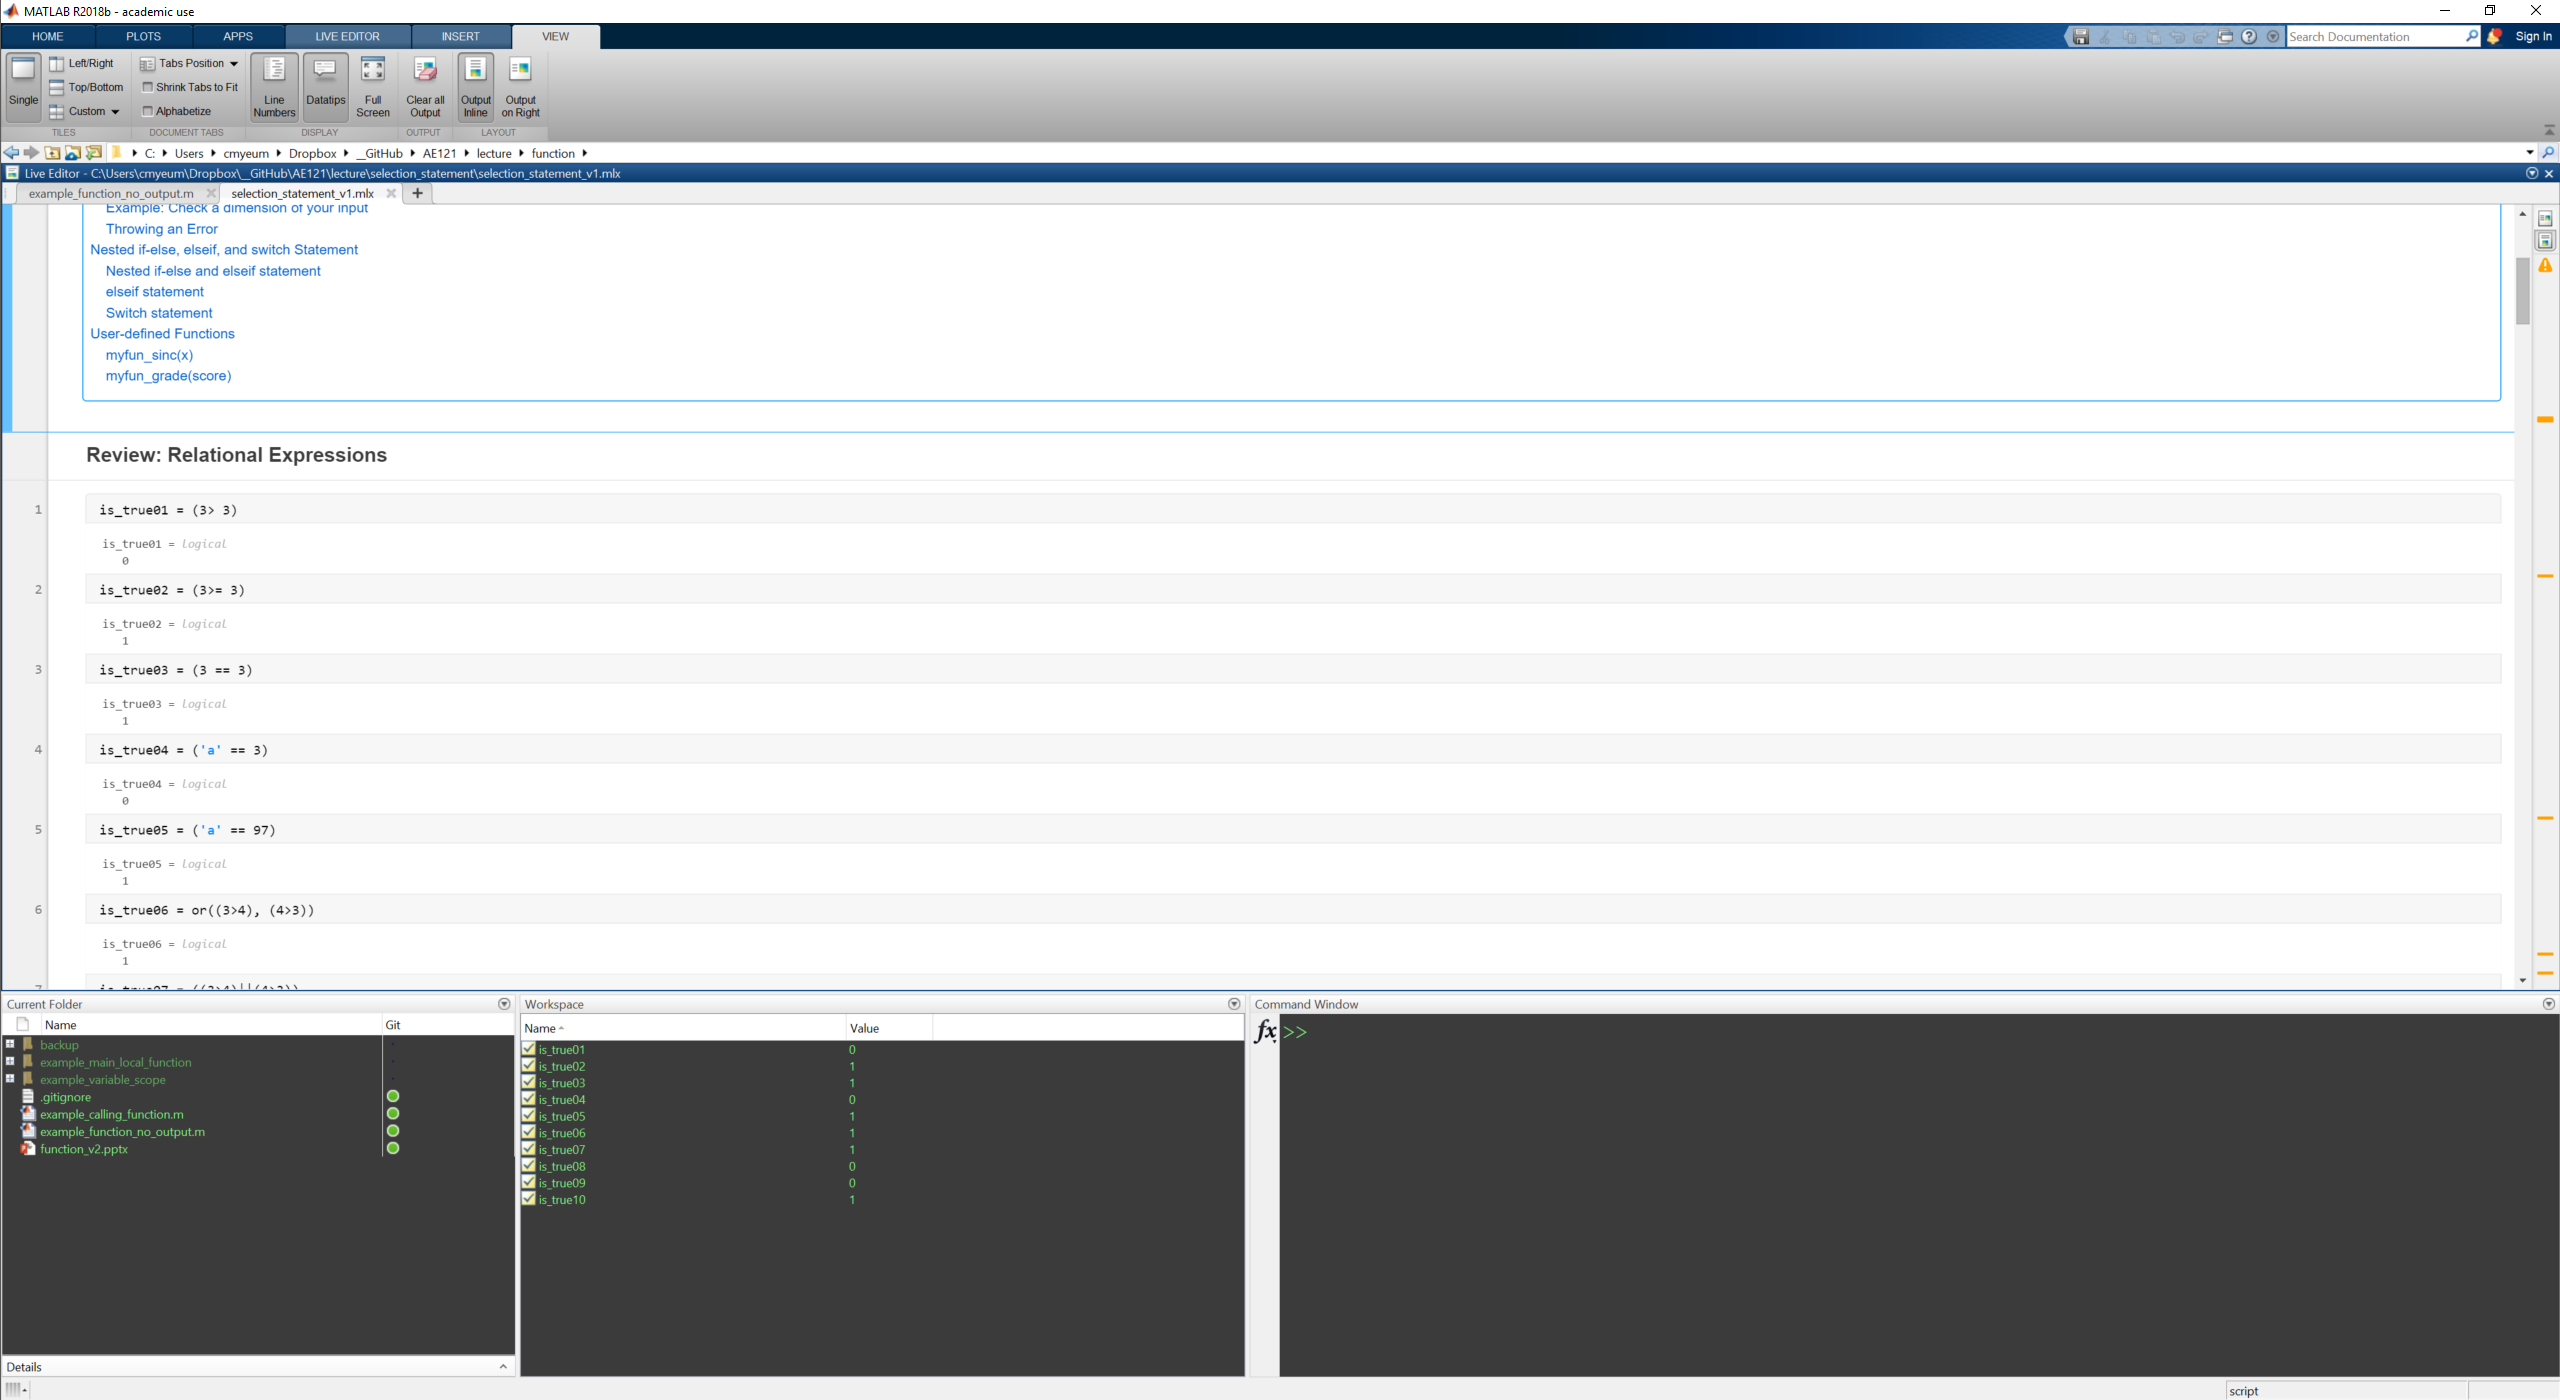 MATLAB R2018b - academic use
HOME PLOTS APPS LIVE EDITOR INSERT VIEW
Search Documentation
Sign In
Single
Left/Right
Top/Bottom
Custom
TILES
Tabs Position
Shrink Tabs to Fit
Alphabetize
DOCUMENT TABS
Line Numbers
Datatips
Full Screen
DISPLAY
Clear all Output
OUTPUT
Output Inline
Output on Right
LAYOUT
C: Users cmyeum Dropbox __GitHub AE121 lecture function
Live Editor - C:\Users\cmyeum\Dropbox\__GitHub\AE121\lecture\selection_statement\selection_statement_v1.mlx
example_function_no_output.m selection_statement_v1.mlx +
Example: Check a dimension of your input
Throwing an Error
Nested if-else, elseif, and switch Statement
Nested if-else and elseif statement
elseif statement
Switch statement
User-defined Functions
myfun_sinc(x)
myfun_grade(score)
Review: Relational Expressions
1 is_true01 = (3> 3)
is_true01 = logical
0
2 is_true02 = (3>= 3)
is_true02 = logical
1
3 is_true03 = (3 == 3)
is_true03 = logical
1
4 is_true04 = ('a' == 3)
is_true04 = logical
0
5 is_true05 = ('a' == 97)
is_true05 = logical
1
6 is_true06 = or((3>4), (4>3))
is_true06 = logical
1
7 is_true07 = ((3>4)||(4>3))
Current Folder
Name Git
backup
example_main_local_function
example_variable_scope
.gitignore
example_calling_function.m
example_function_no_output.m
function_v2.pptx
Details
Workspace
Name Value
is_true01 0
is_true02 1
is_true03 1
is_true04 0
is_true05 1
is_true06 1
is_true07 1
is_true08 0
is_true09 0
is_true10 1
Command Window
fx >>
script